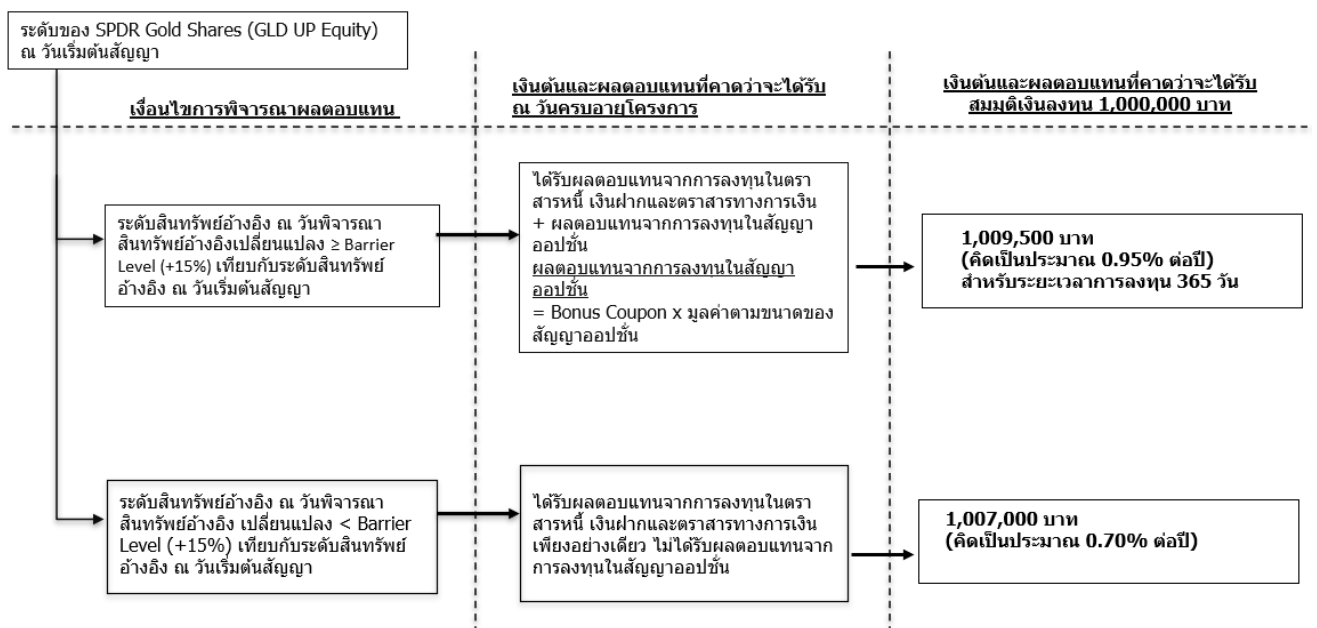 ระดับของ SPDR Gold Shares (GLD UP Equity)
ณ วันเริ่มต้นสัญญา
เงื่อนไขการพิจารณาผลตอบแทน
เงินต้นและผลตอบแทนที่คาดว่าจะได้รับ
ณ วันครบอายุโครงการ
เงินต้นและผลตอบแทนที่คาดว่าจะได้รับ
สมมุติเงินลงทุน 1,000,000 บาท
ระดับสินทรัพย์อ้างอิง ณ วันพิจารณา
สินทรัพย์อ้างอิงเปลี่ยนแปลง ≥ Barrier
Level (+15%) เทียบกับระดับสินทรัพย์
อ้างอิง ณ วันเริ่มต้นสัญญา
ได้รับผลตอบแทนจากการลงทุนในตรา
สารหนี้ เงินฝากและตราสารทางการเงิน
+ ผลตอบแทนจากการลงทุนในสัญญา
ออปชั่น
ผลตอบแทนจากการลงทุนในสัญญา
ออปชั่น
= Bonus Coupon x มูลค่าตามขนาดของ
สัญญาออปชั่น
1,009,500 บาท
(คิดเป็นประมาณ 0.95% ต่อปี)
สำหรับระยะเวลาการลงทุน 365 วัน
ระดับสินทรัพย์อ้างอิง ณ วันพิจารณา
สินทรัพย์อ้างอิง เปลี่ยนแปลง < Barrier
Level (+15%) เทียบกับระดับสินทรัพย์
อ้างอิง ณ วันเริ่มต้นสัญญา
ได้รับผลตอบแทนจากการลงทุนในตรา
สารหนี้ เงินฝากและตราสารทางการเงิน
เพียงอย่างเดียว ไม่ได้รับผลตอบแทนจาก
การลงทุนในสัญญาออปชั่น
1,007,000 บาท
(คิดเป็นประมาณ 0.70% ต่อปี)